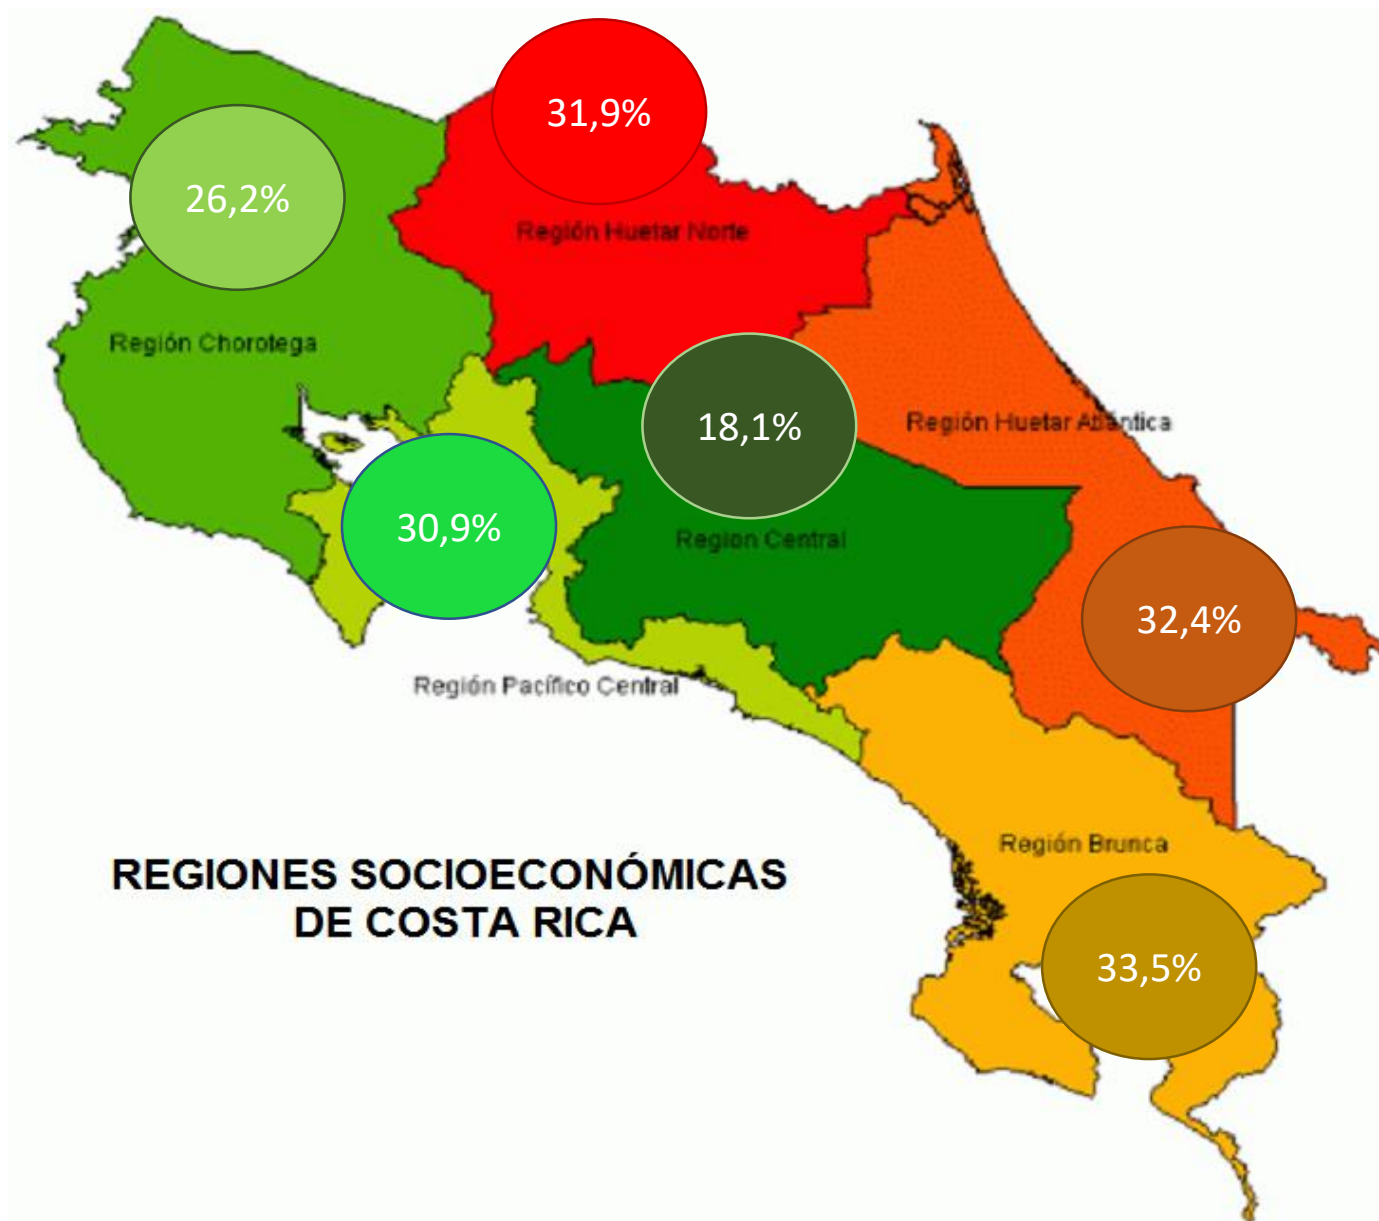 31,9%
26,2%
Región Huetar Norte
Región Chorotega
18,1%
Región Huetar Atlántica
30,9%
Region Central
32,4%
Región Pacífico Central
Región Brunca
REGIONES SOCIOECONÓMICAS
DE COSTA RICA
33,5%